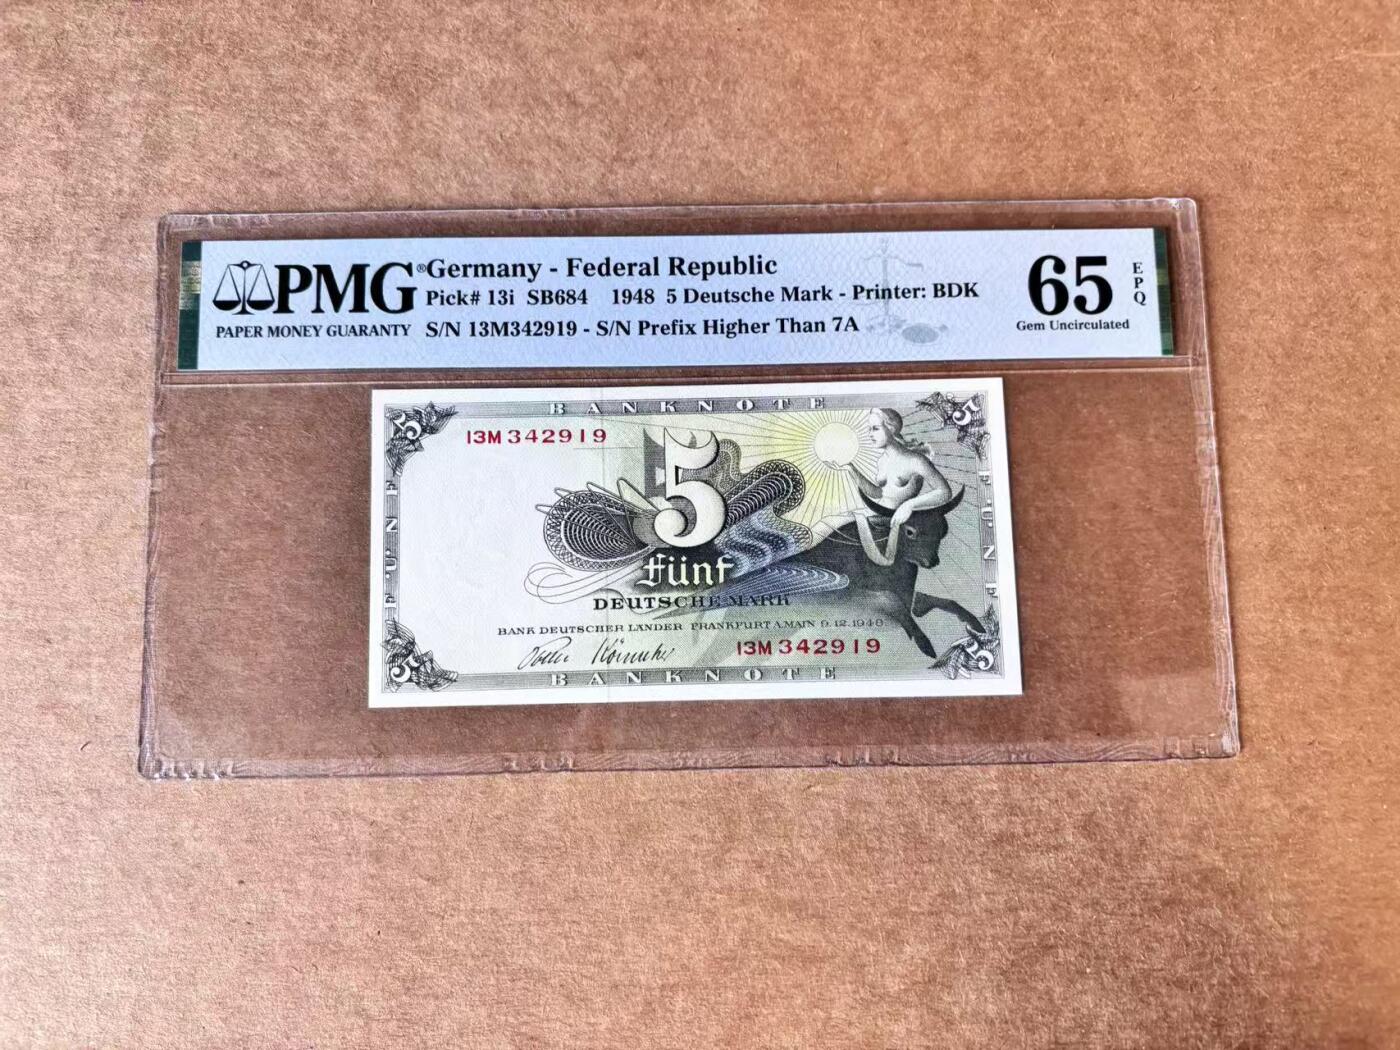 PMG®
PAPER MONEY GUARANTY
Germany - Federal Republic
Pick# 13i SB684 1948 5 Deutsche Mark - Printer: BDK
S/N 13M342919 - S/N Prefix Higher Than 7A
65
EPQ
Gem Uncirculated
BANKNOTE
5
5
13M342919
5
FÜNF
FÜNF
fünf
DEUTSCHE MARK
BANK DEUTSCHER LÄNDER FRANKFURT A.MAIN 9.12.1948
13M342919
5
5
BANKNOTE